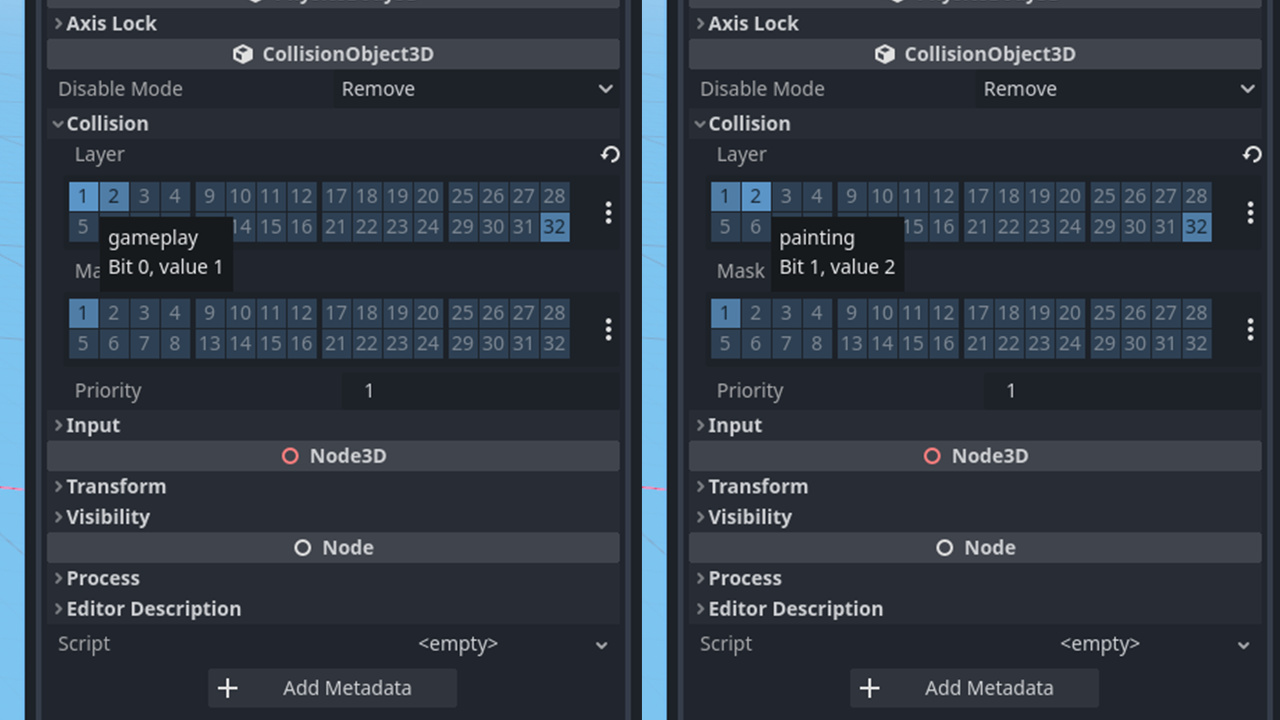 Axis Lock
CollisionObject3D
Disable Mode Remove
Collision
Layer
1 2 3 4 9 10 11 12 17 18 19 20 25 26 27 28
5 14 15 16 21 22 23 24 29 30 31 32
gameplay
Bit 0, value 1
Ma
1 2 3 4 9 10 11 12 17 18 19 20 25 26 27 28
5 6 7 8 13 14 15 16 21 22 23 24 29 30 31 32
Priority 1
Input
Node3D
Transform
Visibility
Node
Process
Editor Description
Script <empty>
+ Add Metadata
Axis Lock
CollisionObject3D
Disable Mode Remove
Collision
Layer
1 2 3 4 9 10 11 12 17 18 19 20 25 26 27 28
5 6 15 16 21 22 23 24 29 30 31 32
painting
Bit 1, value 2
Mask
1 2 3 4 9 10 11 12 17 18 19 20 25 26 27 28
5 6 7 8 13 14 15 16 21 22 23 24 29 30 31 32
Priority 1
Input
Node3D
Transform
Visibility
Node
Process
Editor Description
Script <empty>
+ Add Metadata